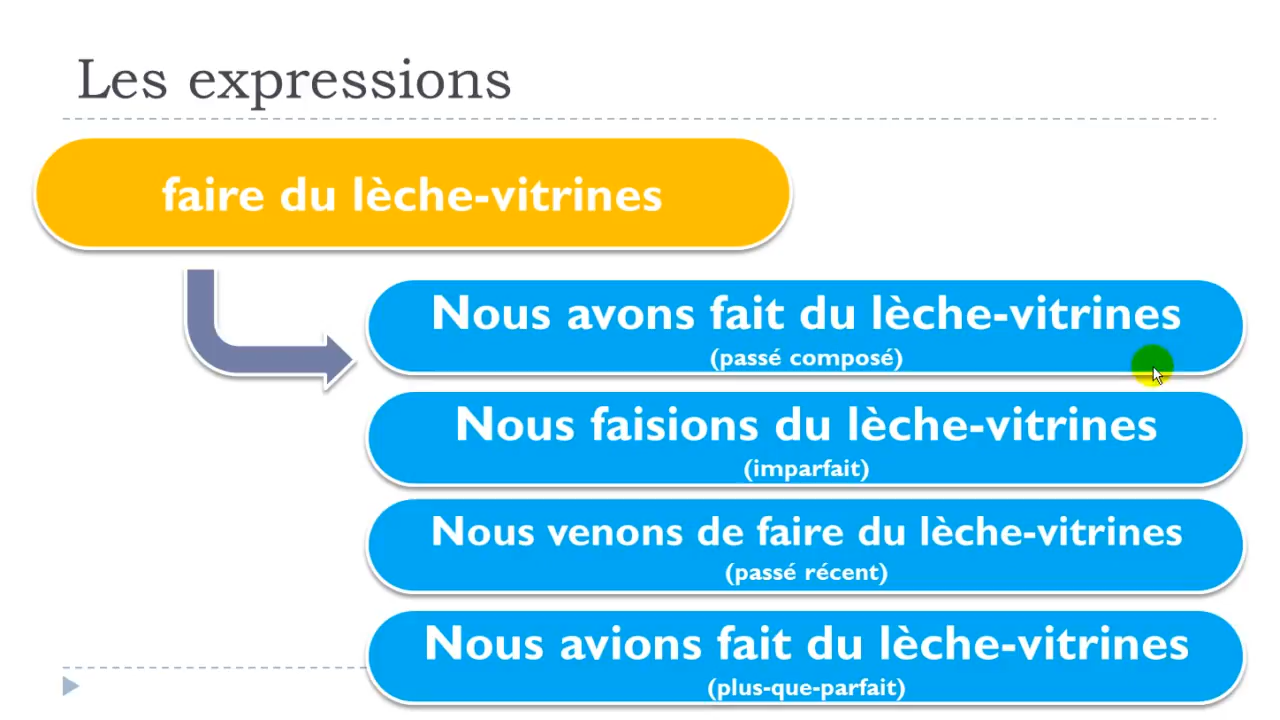 Les expressions
faire du lèche-vitrines
Nous avons fait du lèche-vitrines
(passé composé)
Nous faisions du lèche-vitrines
(imparfait)
Nous venons de faire du lèche-vitrines
(passé récent)
Nous avions fait du lèche-vitrines
(plus-que-parfait)